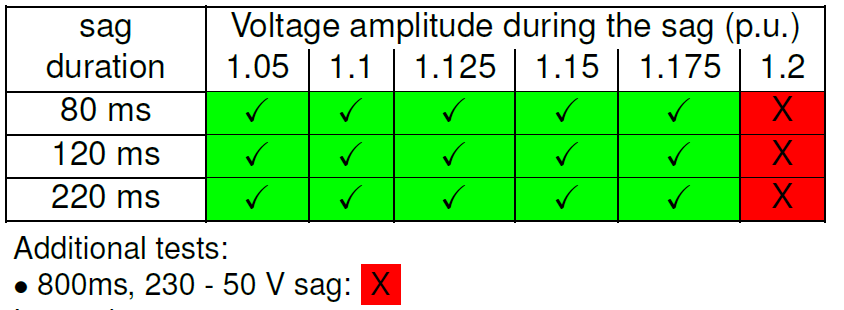 sag duration Voltage amplitude during the sag (p.u.)
1.05 1.1 1.125 1.15 1.175 1.2
80 ms ✓ ✓ ✓ ✓ ✓ X
120 ms ✓ ✓ ✓ ✓ ✓ X
220 ms ✓ ✓ ✓ ✓ ✓ X
Additional tests:
● 800ms, 230 - 50 V sag: X